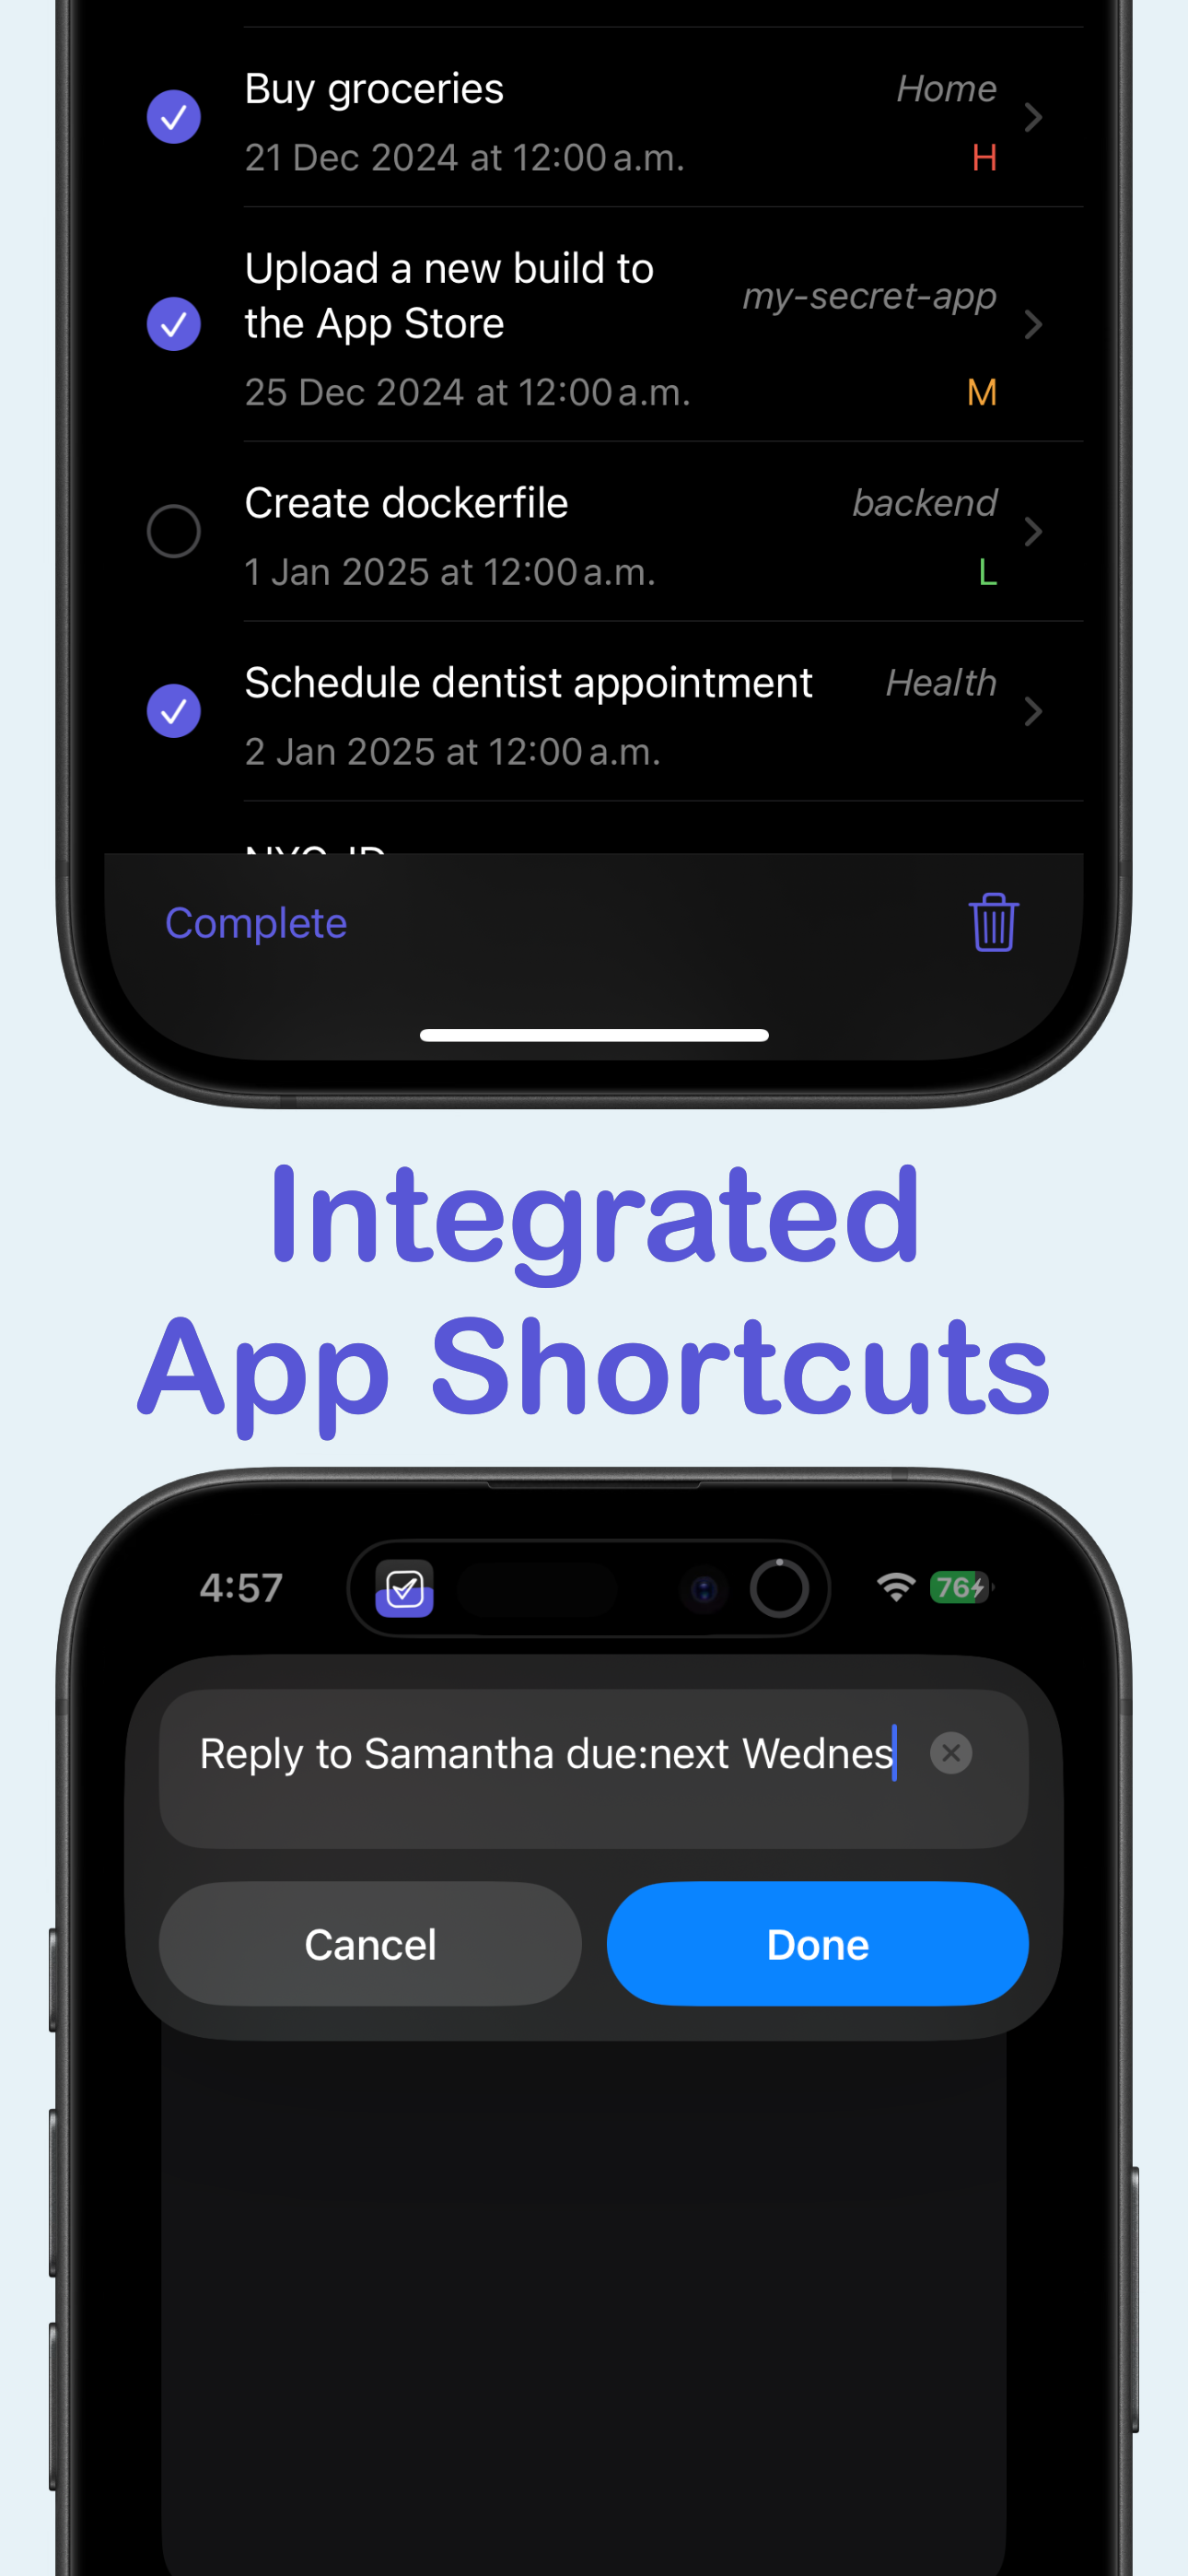 Buy groceries
Home
21 Dec 2024 at 12:00 a.m.
H
Upload a new build to
the App Store
my-secret-app
25 Dec 2024 at 12:00 a.m.
M
Create dockerfile
backend
1 Jan 2025 at 12:00 a.m.
L
Schedule dentist appointment
Health
2 Jan 2025 at 12:00 a.m.
Complete
Integrated
App Shortcuts
4:57
76
Reply to Samantha due:next Wednes
Cancel
Done